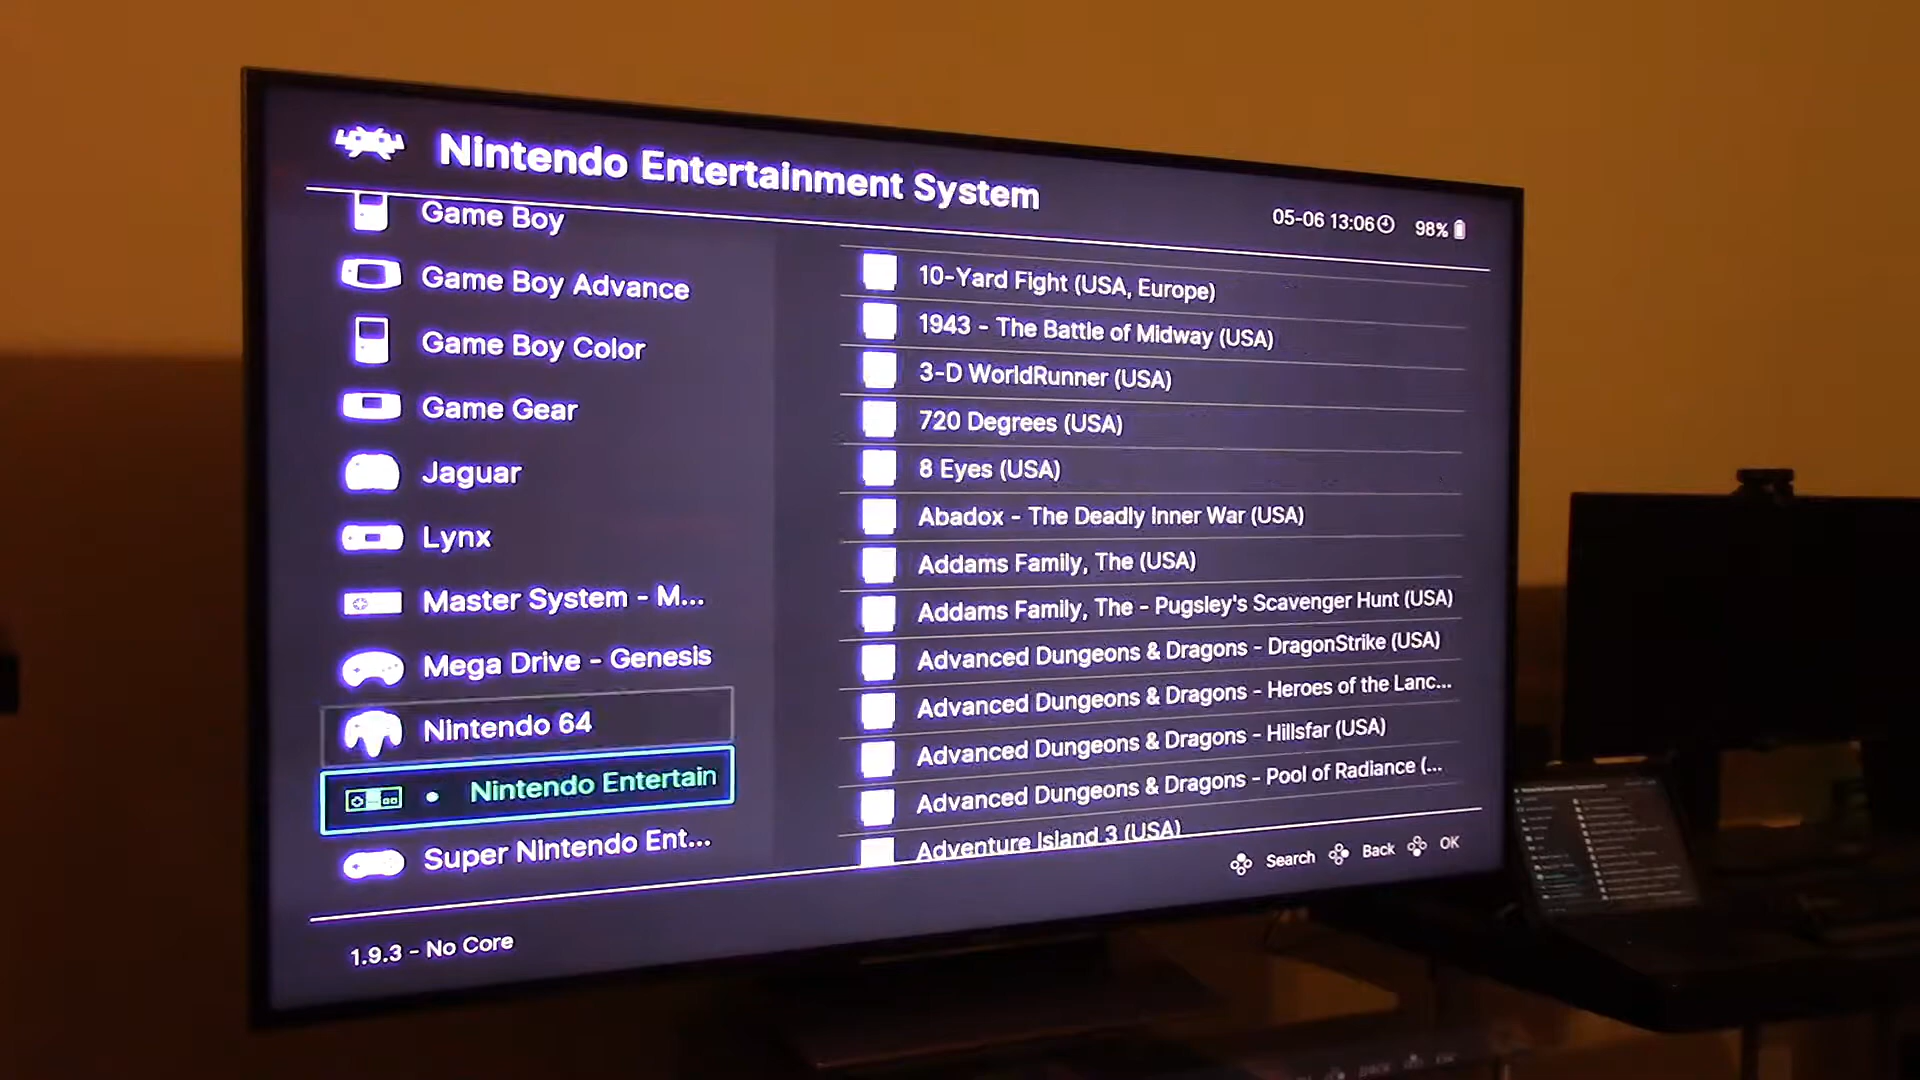 Nintendo Entertainment System
05-06 13:06 98%
Game Boy
Game Boy Advance
Game Boy Color
Game Gear
Jaguar
Lynx
Master System - M...
Mega Drive - Genesis
Nintendo 64
• Nintendo Entertain
Super Nintendo Ent...
10-Yard Fight (USA, Europe)
1943 - The Battle of Midway (USA)
3-D WorldRunner (USA)
720 Degrees (USA)
8 Eyes (USA)
Abadox - The Deadly Inner War (USA)
Addams Family, The (USA)
Addams Family, The - Pugsley's Scavenger Hunt (USA)
Advanced Dungeons & Dragons - DragonStrike (USA)
Advanced Dungeons & Dragons - Heroes of the Lanc...
Advanced Dungeons & Dragons - Hillsfar (USA)
Advanced Dungeons & Dragons - Pool of Radiance (...
Adventure Island 3 (USA)
Search Back OK
1.9.3 - No Core